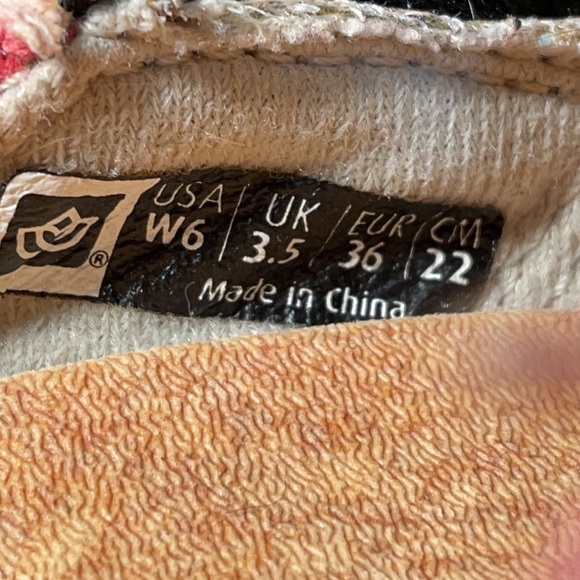 USA UK EUR CM
W6 3.5 36 22
Made in China
®